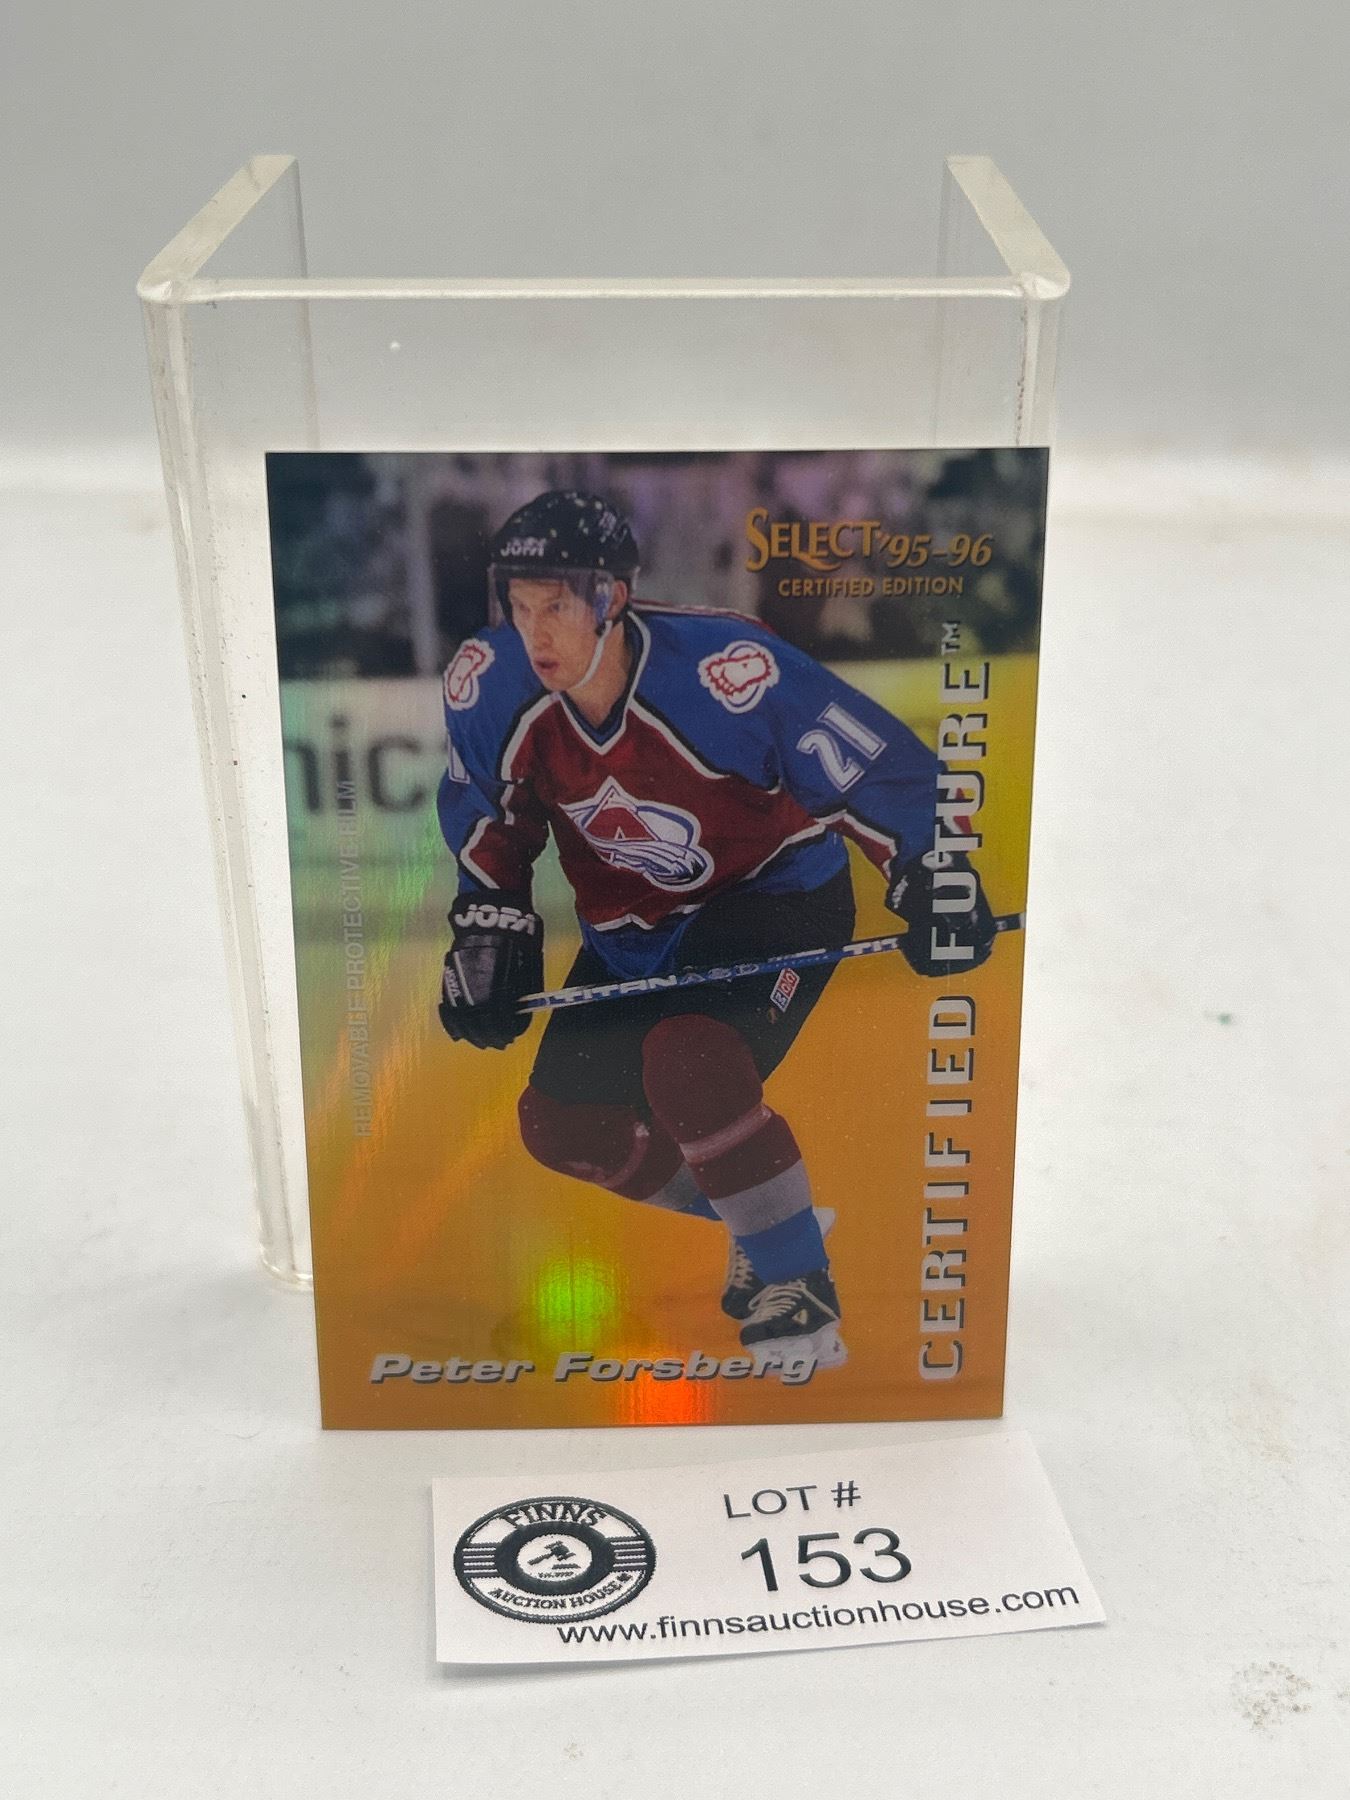 SELECT '95-96
CERTIFIED EDITION
JOFA
21
nic
REMOVABLE PROTECTIVE FILM
CERTIFIED FUTURE™
A
JOFA
TITAN
Peter Forsberg
FINNS
AUCTION HOUSE
LOT #
153
www.finnsauctionhouse.com